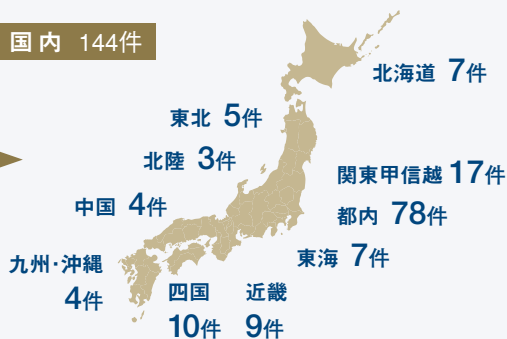 国内 144件
北海道 7件
東北 5件
北陸 3件
関東甲信越 17件
中国 4件
都内 78件
東海 7件
九州・沖縄
4件
四国
10件
近畿
9件